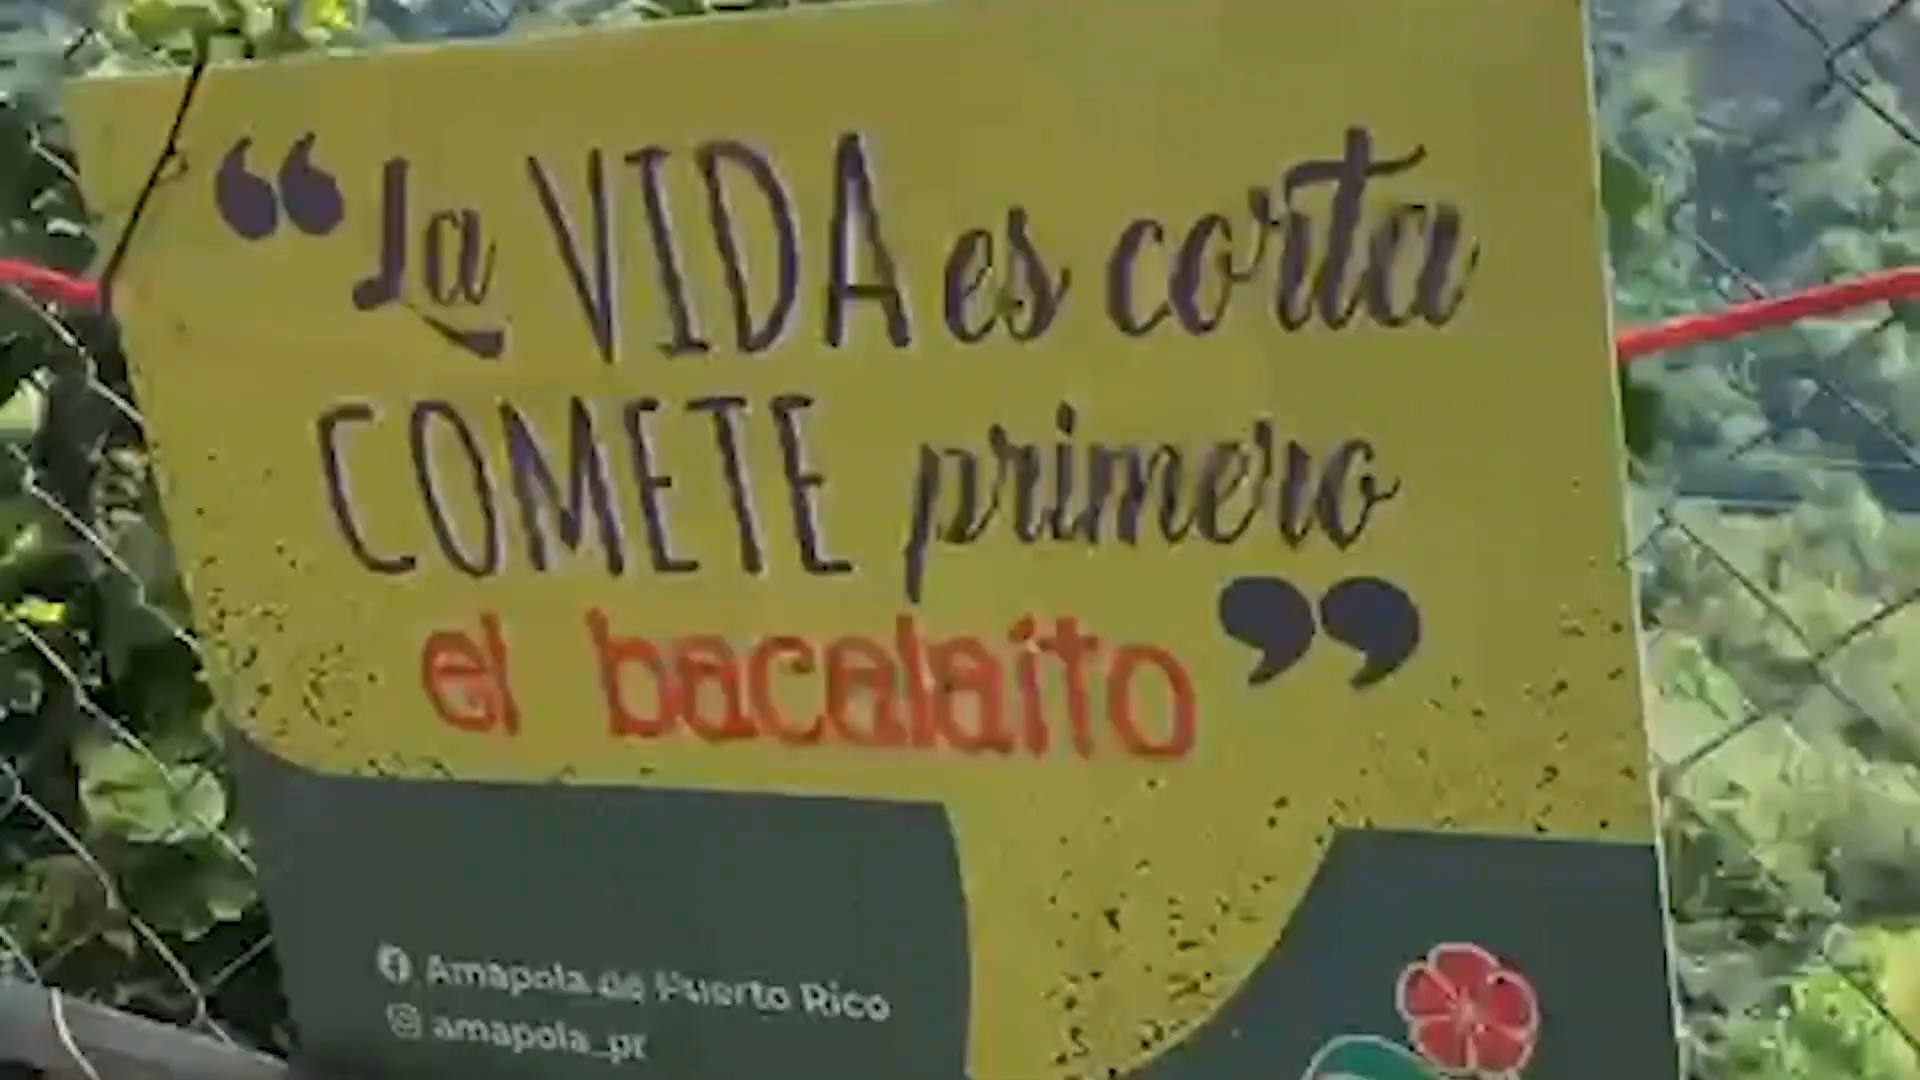 “La VIDA es corta
COMETE primero
el bacalaito”
Amapola de Puerto Rico
amapola_pr